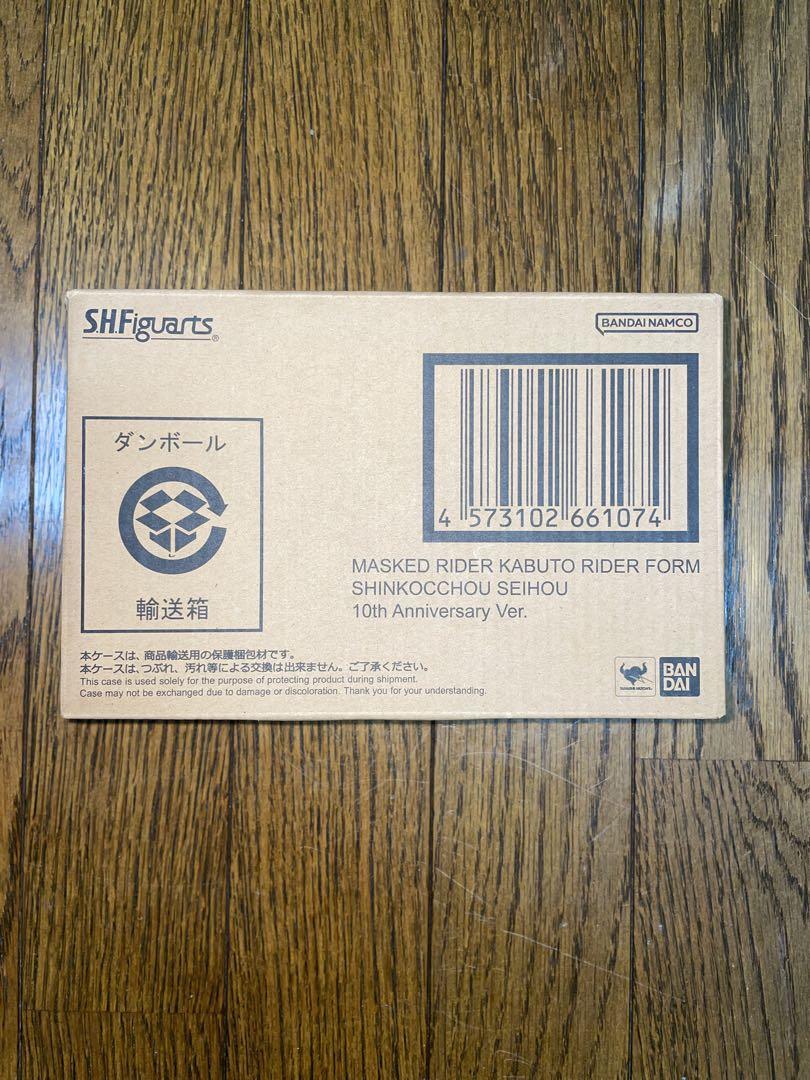 S.H.Figuarts®
BANDAI NAMCO
ダンボール
輸送箱
4 573102 661074
MASKED RIDER KABUTO RIDER FORM
SHINKOCCHOU SEIHOU
10th Anniversary Ver.
本ケースは、商品輸送用の保護梱包材です。
本ケースは、つぶれ、汚れ等による交換は出来ません。ご了承ください。
This case is used solely for the purpose of protecting product during shipment.
Case may not be exchanged due to damage or discoloration. Thank you for your understanding.
BAN
DAI